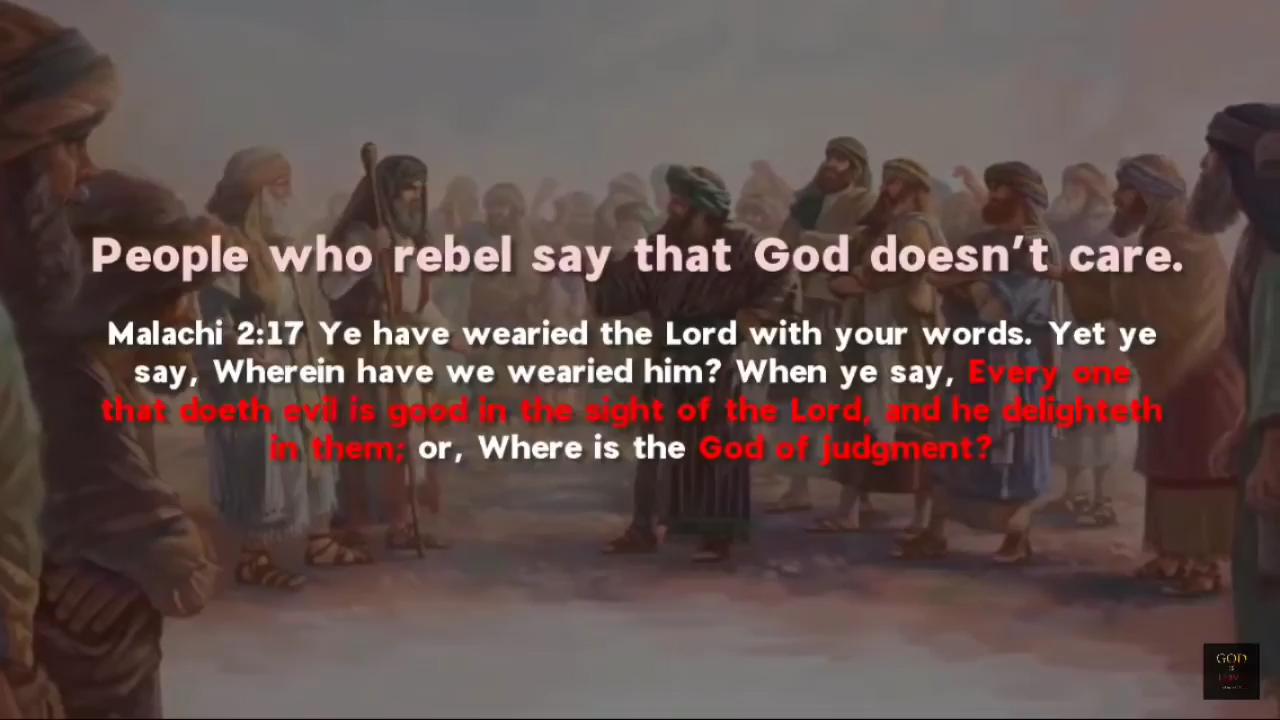 People who rebel say that God doesn't care.
Malachi 2:17 Ye have wearied the Lord with your words. Yet ye
say, Wherein have we wearied him? When ye say, Every one
that doeth evil is good in the sight of the Lord, and he delighteth
in them; or, Where is the God of judgment?
GOD